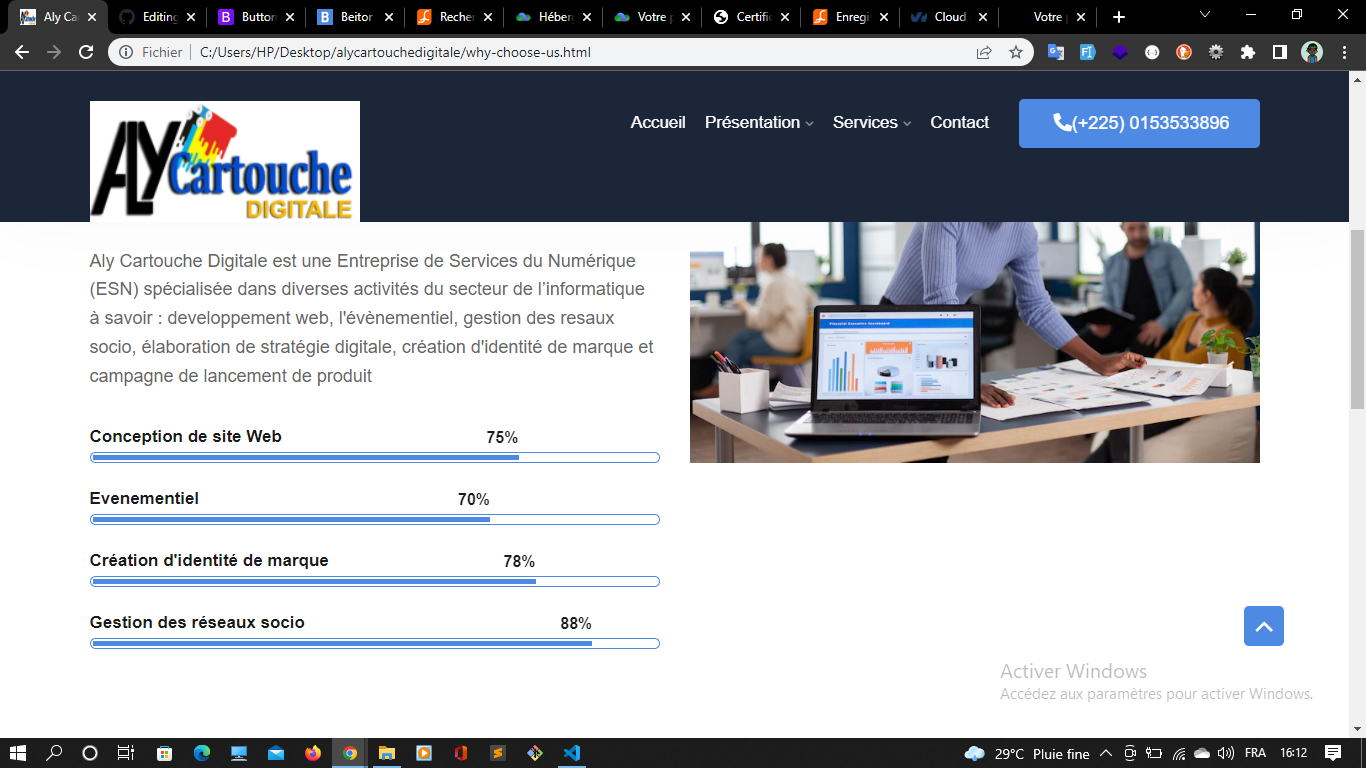 Aly Ca
Editing
Button
Beitor
Recher
Héber
Votre p
Certific
Enregis
Cloud
Votre p
Fichier
C:/Users/HP/Desktop/alycartouchedigitale/why-choose-us.html
ALY Cartouche
DIGITALE
Accueil
Présentation
Services
Contact
(+225) 0153533896
Aly Cartouche Digitale est une Entreprise de Services du Numérique
(ESN) spécialisée dans diverses activités du secteur de l’informatique
à savoir : developpement web, l'évènementiel, gestion des resaux
socio, élaboration de stratégie digitale, création d'identité de marque et
campagne de lancement de produit
Conception de site Web
75%
Evenementiel
70%
Création d'identité de marque
78%
Gestion des réseaux socio
88%
Activer Windows
Accédez aux paramètres pour activer Windows.
29°C Pluie fine
FRA
16:12